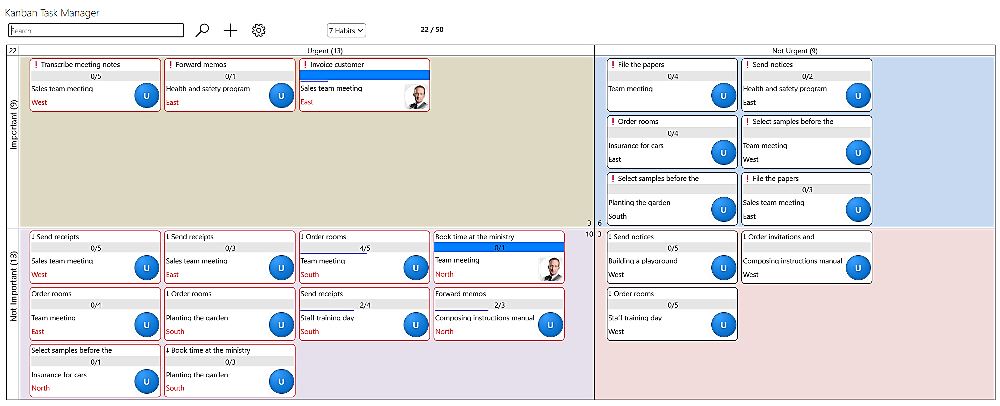 Kanban Task Manager
Search
7 Habits
22 / 50
22
Urgent (13)
Not Urgent (9)
Important (9)
! Transcribe meeting notes
0/5
Sales team meeting
U
West
! Forward memos
0/1
Health and safety program
U
East
! Invoice customer
Sales team meeting
East
3
! File the papers
0/4
Team meeting
U
! Send notices
0/2
Health and safety program
U
East
! Order rooms
0/4
Insurance for cars
U
East
! Select samples before the
Team meeting
U
West
! Select samples before the
Planting the garden
U
South
! File the papers
0/3
Sales team meeting
U
East
6
Not Important (13)
↓ Send receipts
0/5
Sales team meeting
U
West
↓ Send receipts
0/3
Sales team meeting
U
East
↓ Order rooms
4/5
Team meeting
U
South
Book time at the ministry
0/1
Team meeting
North
10
Order rooms
0/4
Team meeting
U
East
↓ Order rooms
Planting the garden
U
South
Send receipts
2/4
Staff training day
U
South
Forward memos
2/3
Composing instructions manual
U
North
Select samples before the
0/1
Insurance for cars
U
North
↓ Book time at the ministry
0/3
Planting the garden
U
South
3
↓ Send notices
0/5
Building a playground
U
West
↓ Order invitations and
Composing instructions manual
U
West
↓ Order rooms
0/5
Staff training day
U
West